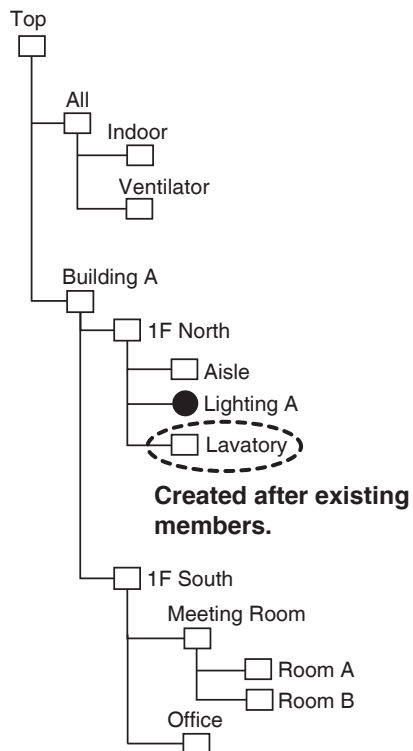 Top
All
Indoor
Ventilator
Building A
1F North
Aisle
Lighting A
Lavatory
Created after existing
members.
1F South
Meeting Room
Room A
Room B
Office